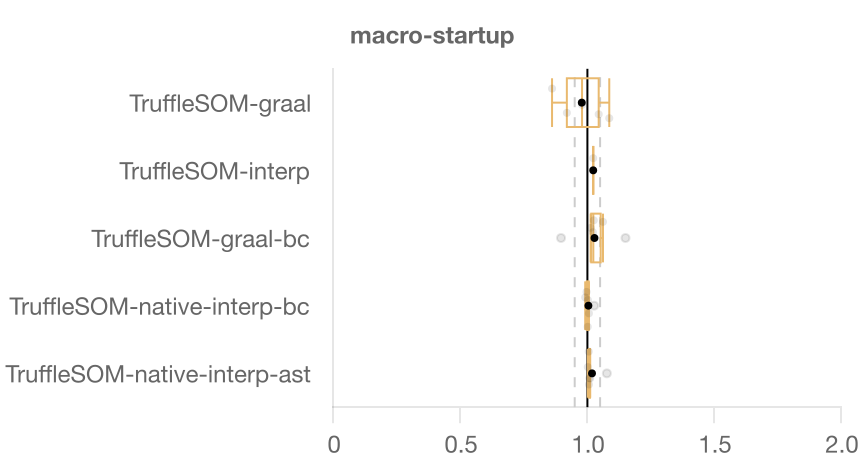 macro-startup
TruffleSOM-graal
TruffleSOM-interp
TruffleSOM-graal-bc
TruffleSOM-native-interp-bc
TruffleSOM-native-interp-ast
0 0.5 1.0 1.5 2.0